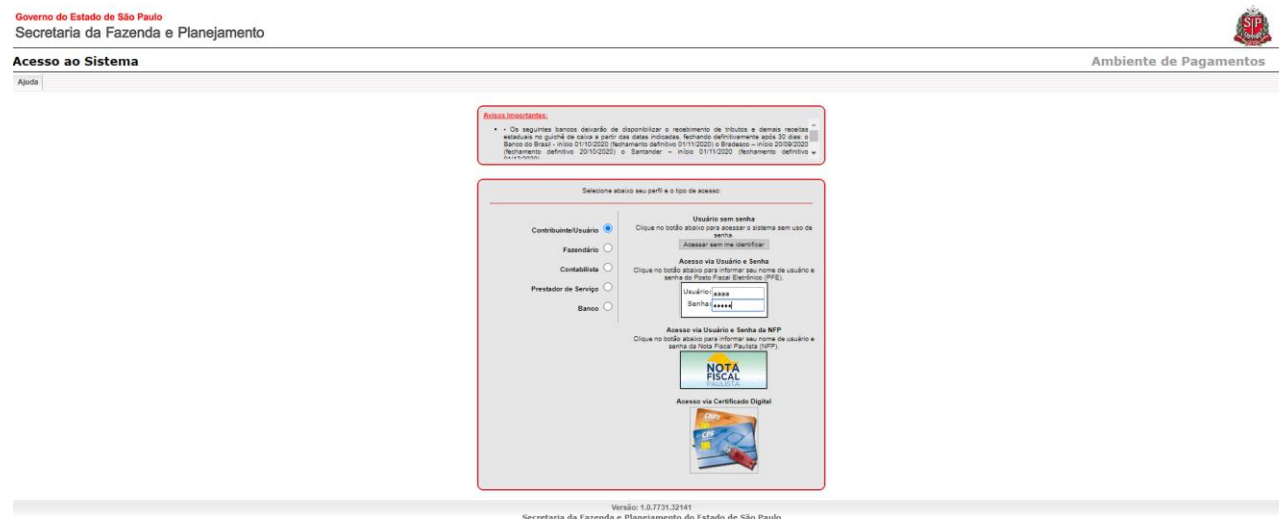 Governo do Estado de São Paulo
Secretaria da Fazenda e Planejamento
Acesso ao Sistema
Ambiente de Pagamentos
Ajuda
Avisos Importantes:
• • Os seguintes bancos deixarão de disponibilizar o recebimento de tributos e demais receitas
estaduais no guichê de caixa a partir das datas indicadas, fechando definitivamente após 30 dias: o
Banco do Brasil - início 01/10/2020 (fechamento definitivo 01/11/2020) o Bradesco – início 20/09/2020
(fechamento definitivo 20/10/2020) o Santander – início 01/11/2020 (fechamento definitivo
01/12/2020)
Selecione abaixo seu perfil e o tipo de acesso:
Contribuinte/Usuário
Fazendário
Contabilista
Prestador de Serviço
Banco
Usuário sem senha
Clique no botão abaixo para acessar o sistema sem uso de
senha.
Acessar sem me identificar
Acesso via Usuário e Senha
Clique no botão abaixo para informar seu nome de usuário e
senha do Posto Fiscal Eletrônico (PFE).
Usuário:
Senha:
Acesso via Usuário e Senha da NFP
Clique no botão abaixo para informar seu nome de usuário e
senha da Nota Fiscal Paulista (NFP).
NOTA
FISCAL
PAULISTA
Acesso via Certificado Digital
CNPJ
CPF
Versão: 1.0.7731.32141
Secretaria da Fazenda e Planejamento do Estado de São Paulo